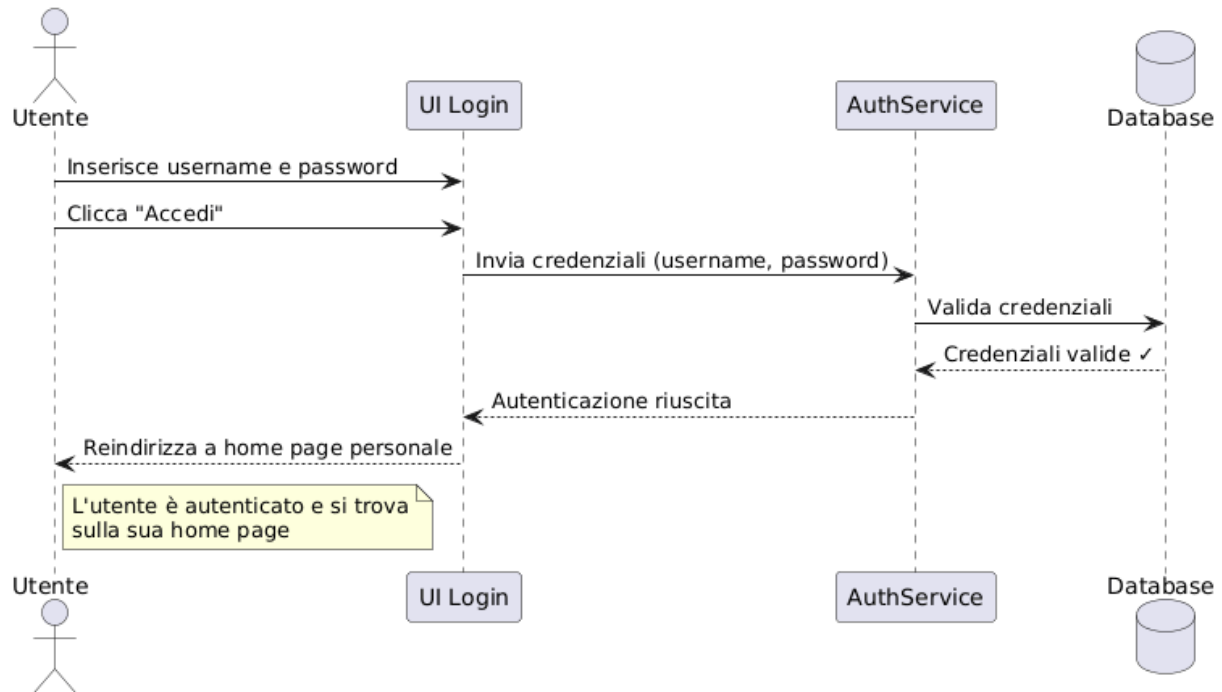 Utente
UI Login
AuthService
Database
Inserisce username e password
Clicca "Accedi"
Invia credenziali (username, password)
Valida credenziali
Credenziali valide ✓
Autenticazione riuscita
Reindirizza a home page personale
L'utente è autenticato e si trova
sulla sua home page
Utente
UI Login
AuthService
Database